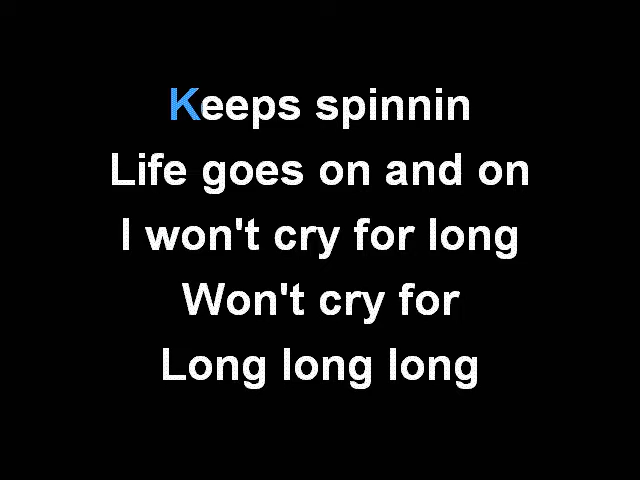 Keeps spinnin
Life goes on and on
I won't cry for long
Won't cry for
Long long long